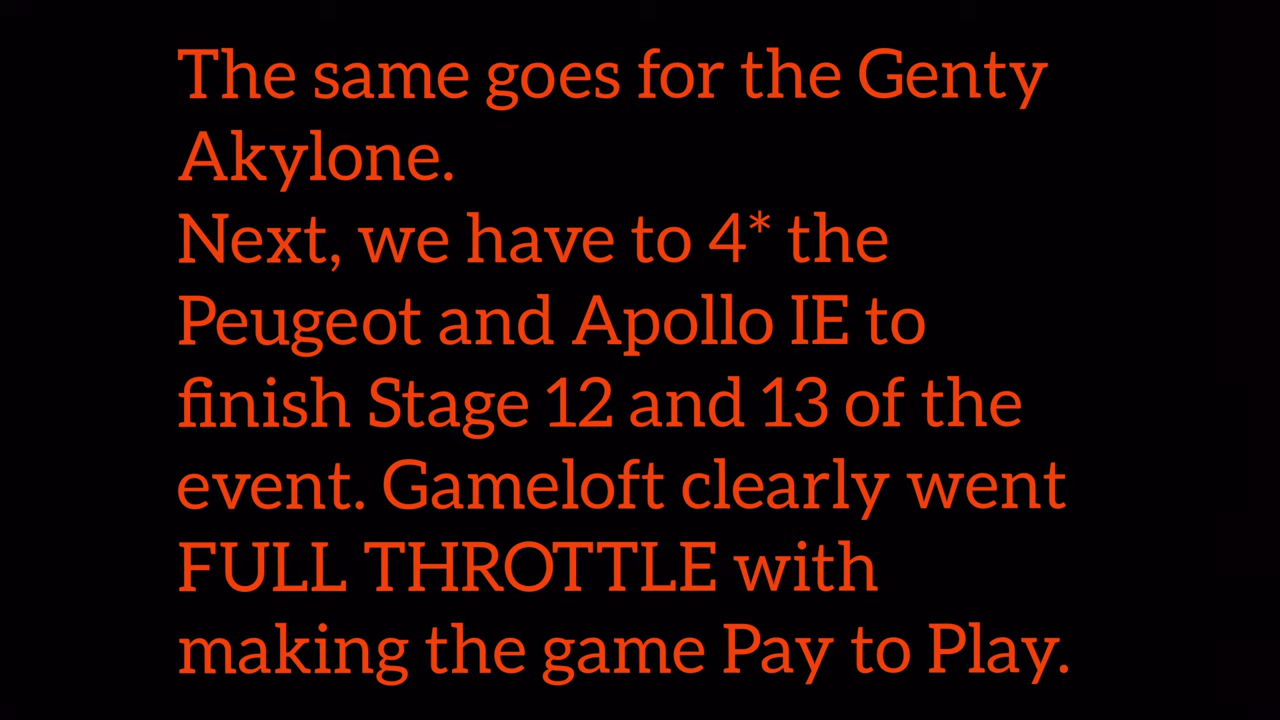 The same goes for the Genty
Akylone.
Next, we have to 4* the
Peugeot and Apollo IE to
finish Stage 12 and 13 of the
event. Gameloft clearly went
FULL THROTTLE with
making the game Pay to Play.